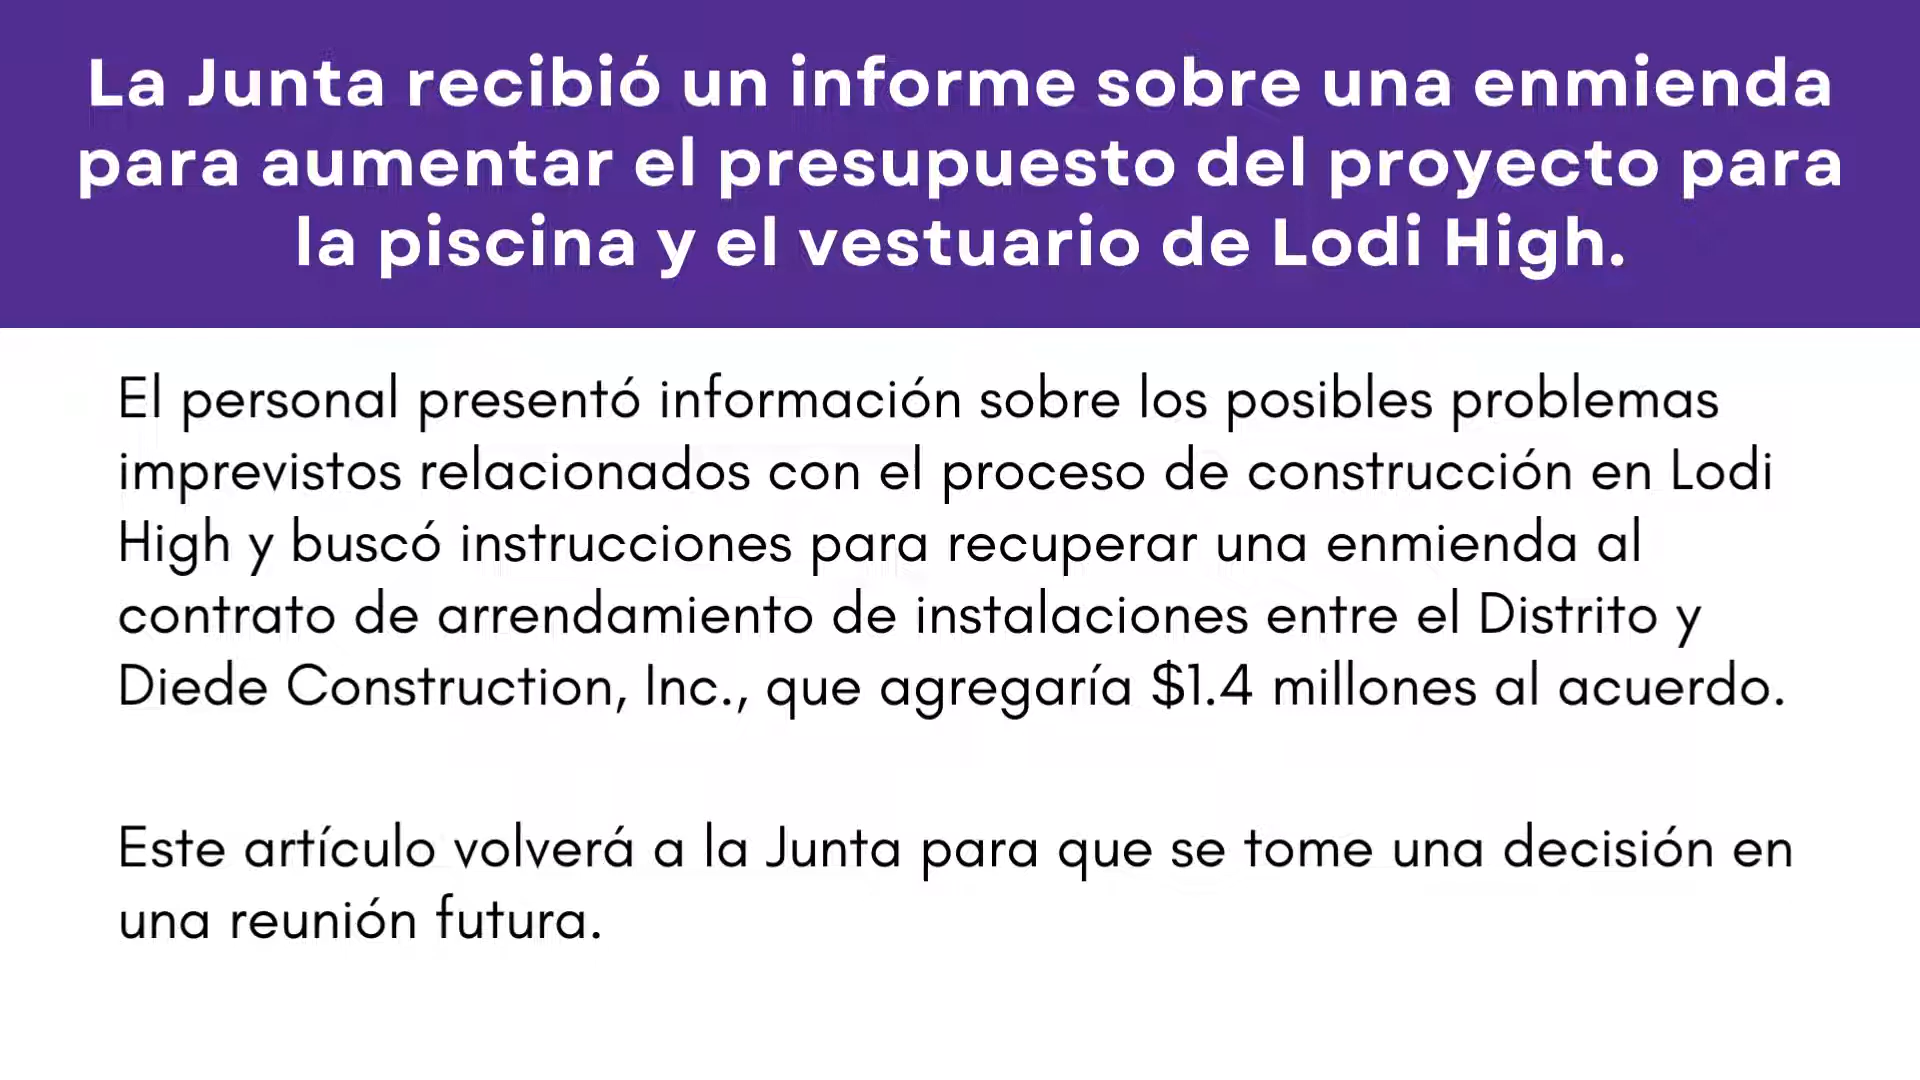 La Junta recibió un informe sobre una enmienda
para aumentar el presupuesto del proyecto para
la piscina y el vestuario de Lodi High.
El personal presentó información sobre los posibles problemas
imprevistos relacionados con el proceso de construcción en Lodi
High y buscó instrucciones para recuperar una enmienda al
contrato de arrendamiento de instalaciones entre el Distrito y
Diede Construction, Inc., que agregaría $1.4 millones al acuerdo.
Este artículo volverá a la Junta para que se tome una decisión en
una reunión futura.